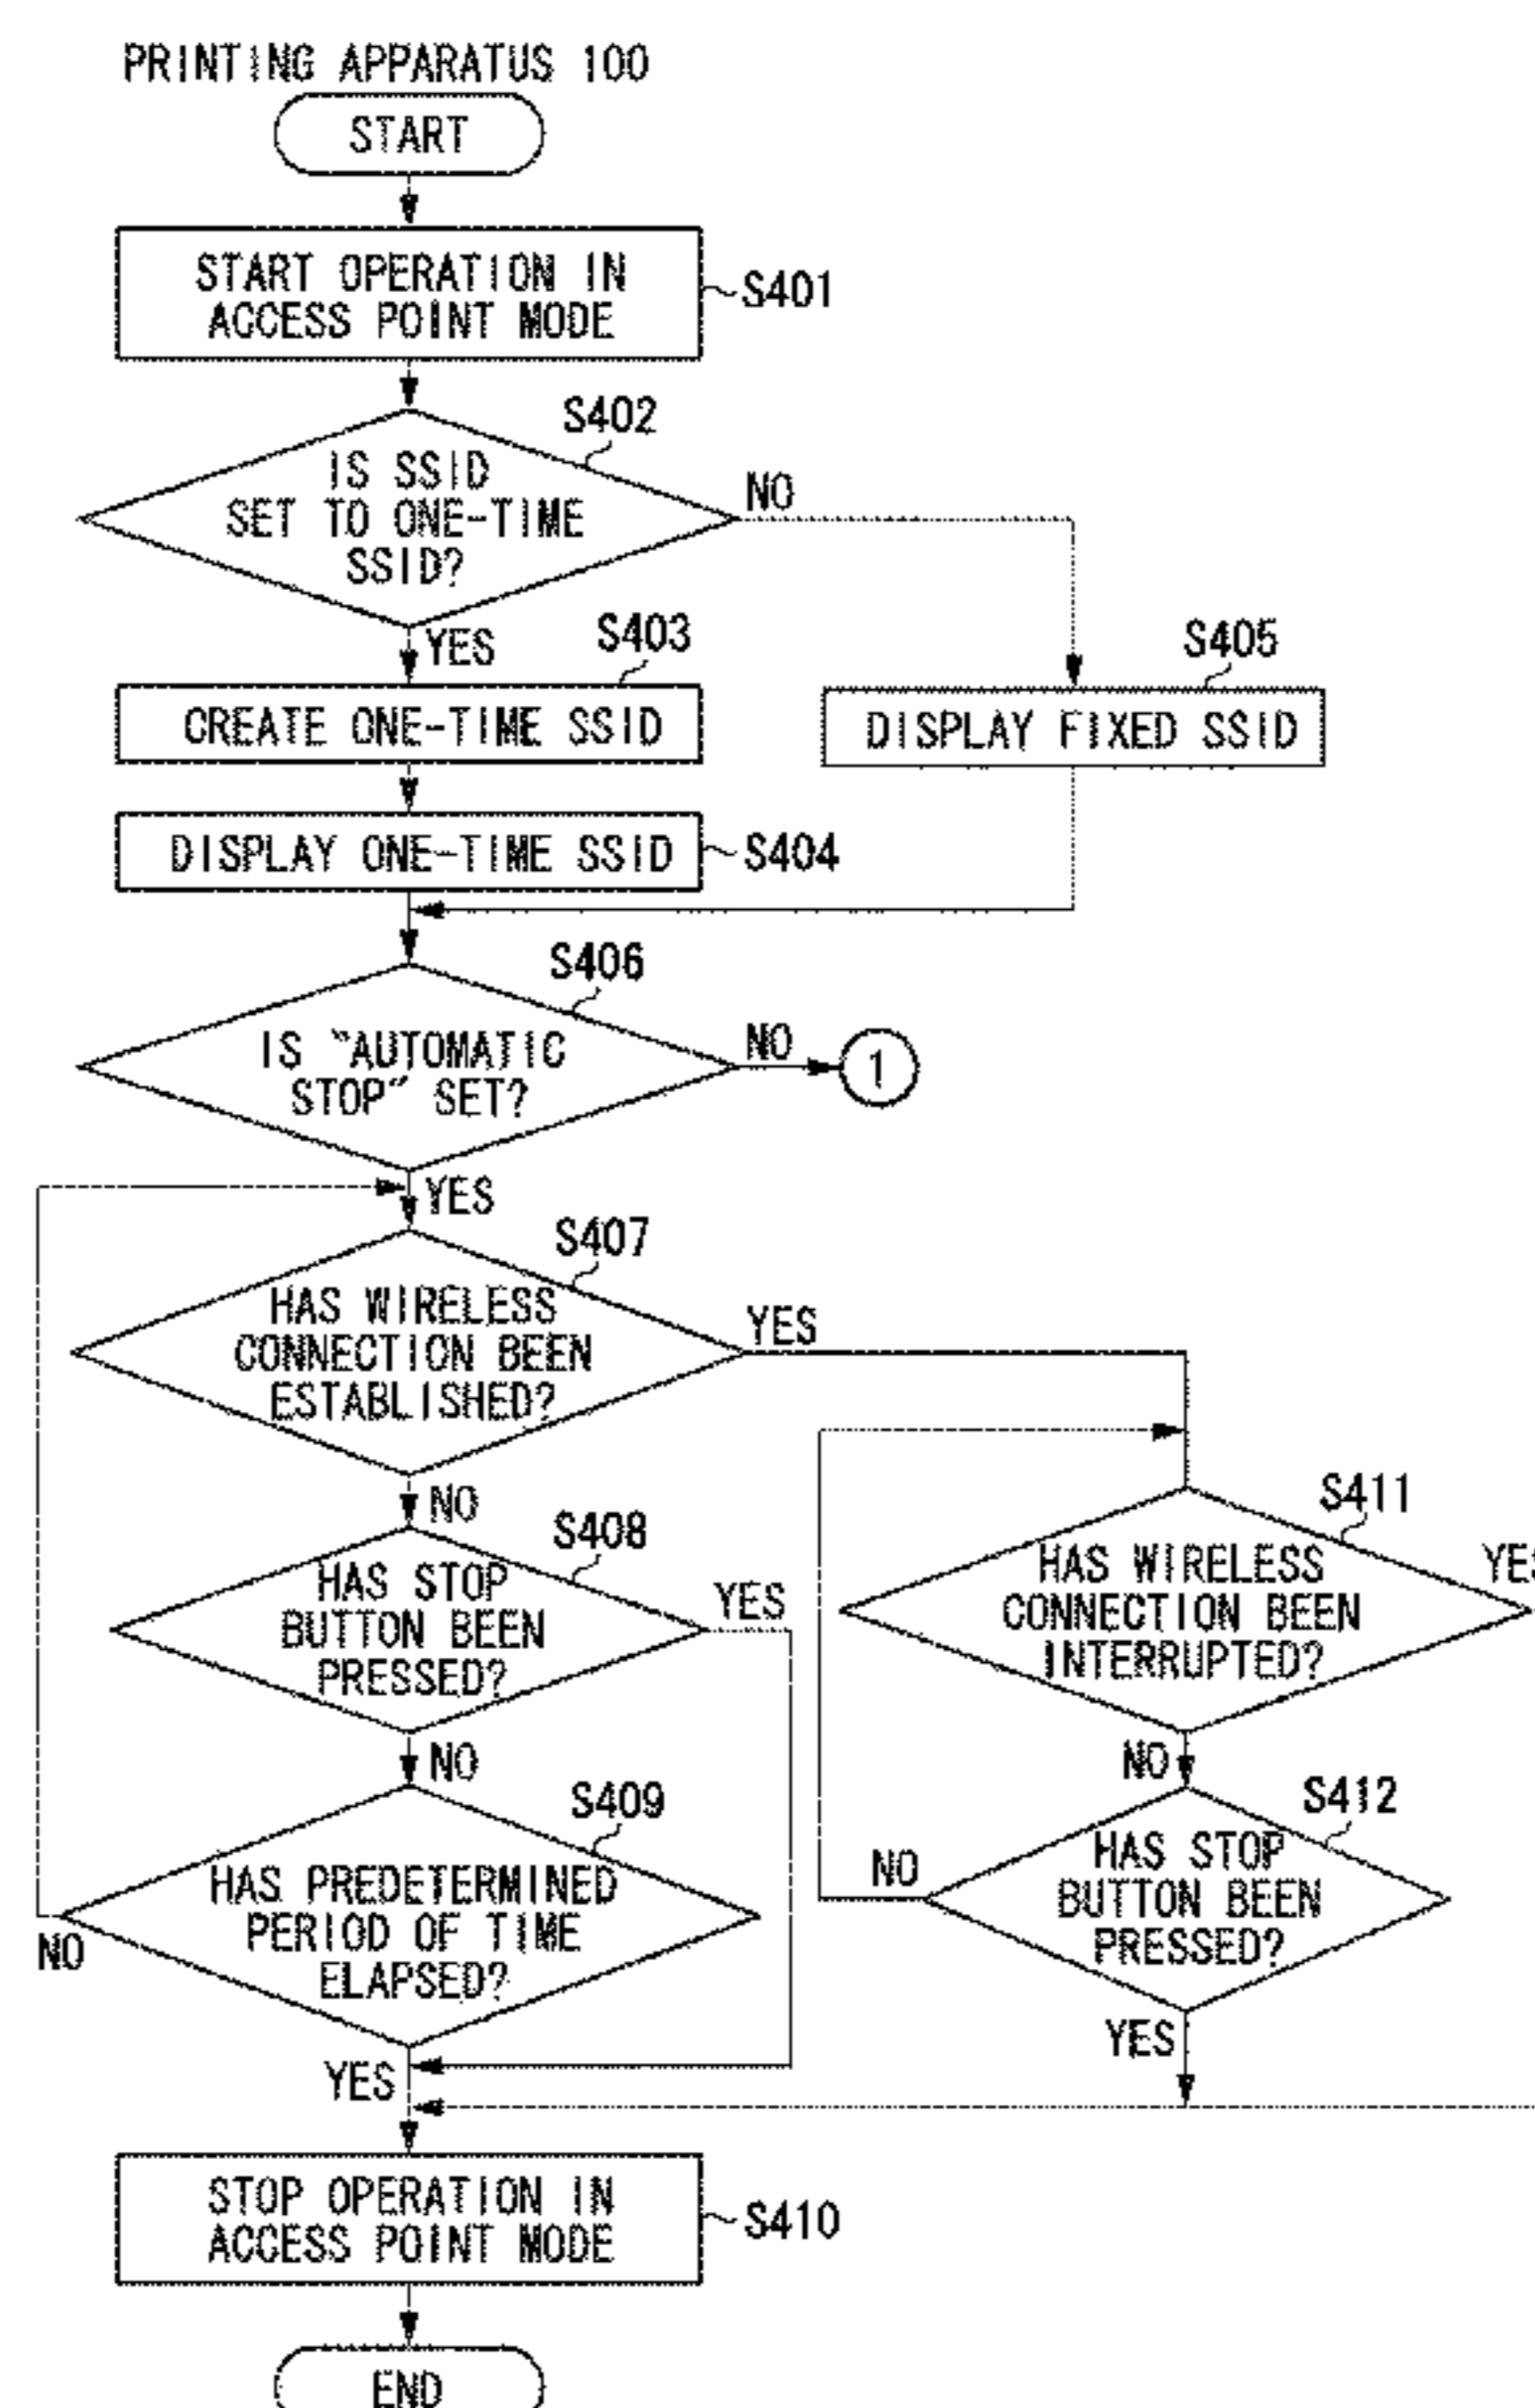 PRINTING APPARATUS 100
START
START OPERATION IN
ACCESS POINT MODE
S401
S402
IS SSID
SET TO ONE-TIME
SSID?
NO
YES
S403
CREATE ONE-TIME SSID
S405
DISPLAY FIXED SSID
DISPLAY ONE-TIME SSID
S404
S406
IS "AUTOMATIC
STOP" SET?
NO
1
YES
S407
HAS WIRELESS
CONNECTION BEEN
ESTABLISHED?
YES
NO
S408
HAS STOP
BUTTON BEEN
PRESSED?
YES
NO
S411
HAS WIRELESS
CONNECTION BEEN
INTERRUPTED?
YES
NO
S409
HAS PREDETERMINED
PERIOD OF TIME
ELAPSED?
NO
YES
S412
HAS STOP
BUTTON BEEN
PRESSED?
NO
YES
STOP OPERATION IN
ACCESS POINT MODE
S410
END